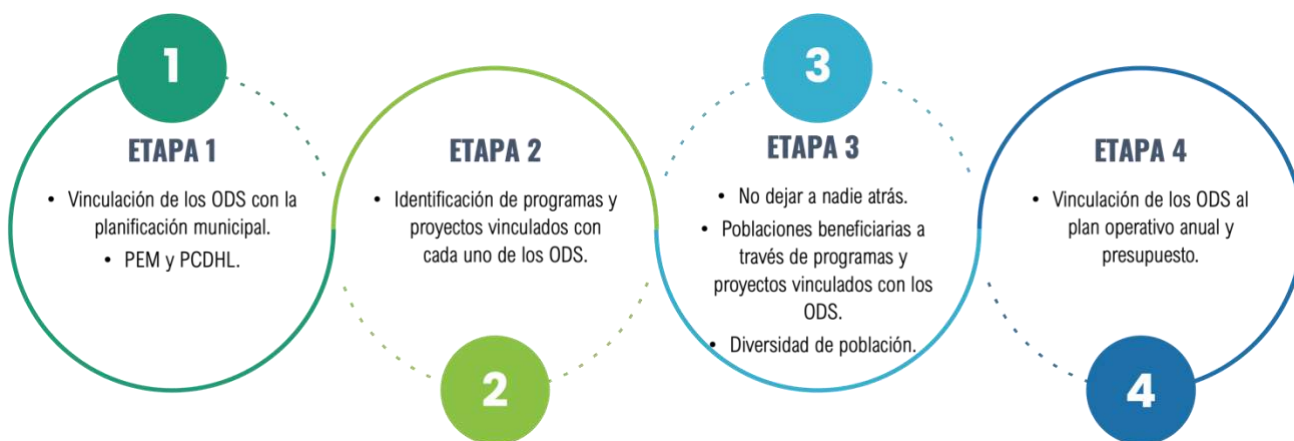 1
ETAPA 1
• Vinculación de los ODS con la
planificación municipal.
• PEM y PCDHL.
ETAPA 2
• Identificación de programas y
proyectos vinculados con
cada uno de los ODS.
2
3
ETAPA 3
• No dejar a nadie atrás.
• Poblaciones beneficiarias a
través de programas y
proyectos vinculados con los
ODS.
• Diversidad de población.
ETAPA 4
• Vinculación de los ODS al
plan operativo anual y
presupuesto.
4